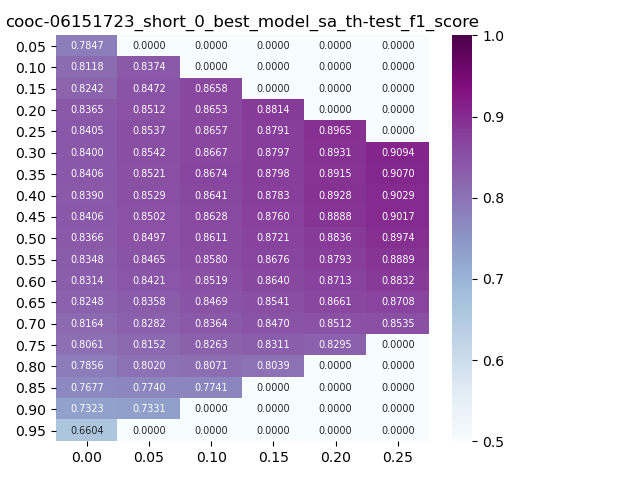 cooc-06151723_short_0_best_model_sa_th-test_f1_score
0.05 0.7847 0.0000 0.0000 0.0000 0.0000 0.0000
0.10 0.8118 0.8374 0.0000 0.0000 0.0000 0.0000
0.15 0.8242 0.8472 0.8658 0.0000 0.0000 0.0000
0.20 0.8365 0.8512 0.8653 0.8814 0.0000 0.0000
0.25 0.8405 0.8537 0.8657 0.8791 0.8965 0.0000
0.30 0.8400 0.8542 0.8667 0.8797 0.8931 0.9094
0.35 0.8406 0.8521 0.8674 0.8798 0.8915 0.9070
0.40 0.8390 0.8529 0.8641 0.8783 0.8928 0.9029
0.45 0.8406 0.8502 0.8628 0.8760 0.8888 0.9017
0.50 0.8366 0.8497 0.8611 0.8721 0.8836 0.8974
0.55 0.8348 0.8465 0.8580 0.8676 0.8793 0.8889
0.60 0.8314 0.8421 0.8519 0.8640 0.8713 0.8832
0.65 0.8248 0.8358 0.8469 0.8541 0.8661 0.8708
0.70 0.8164 0.8282 0.8364 0.8470 0.8512 0.8535
0.75 0.8061 0.8152 0.8263 0.8311 0.8295 0.0000
0.80 0.7856 0.8020 0.8071 0.8039 0.0000 0.0000
0.85 0.7677 0.7740 0.7741 0.0000 0.0000 0.0000
0.90 0.7323 0.7331 0.0000 0.0000 0.0000 0.0000
0.95 0.6604 0.0000 0.0000 0.0000 0.0000 0.0000
0.00 0.05 0.10 0.15 0.20 0.25
1.0
0.9
0.8
0.7
0.6
0.5